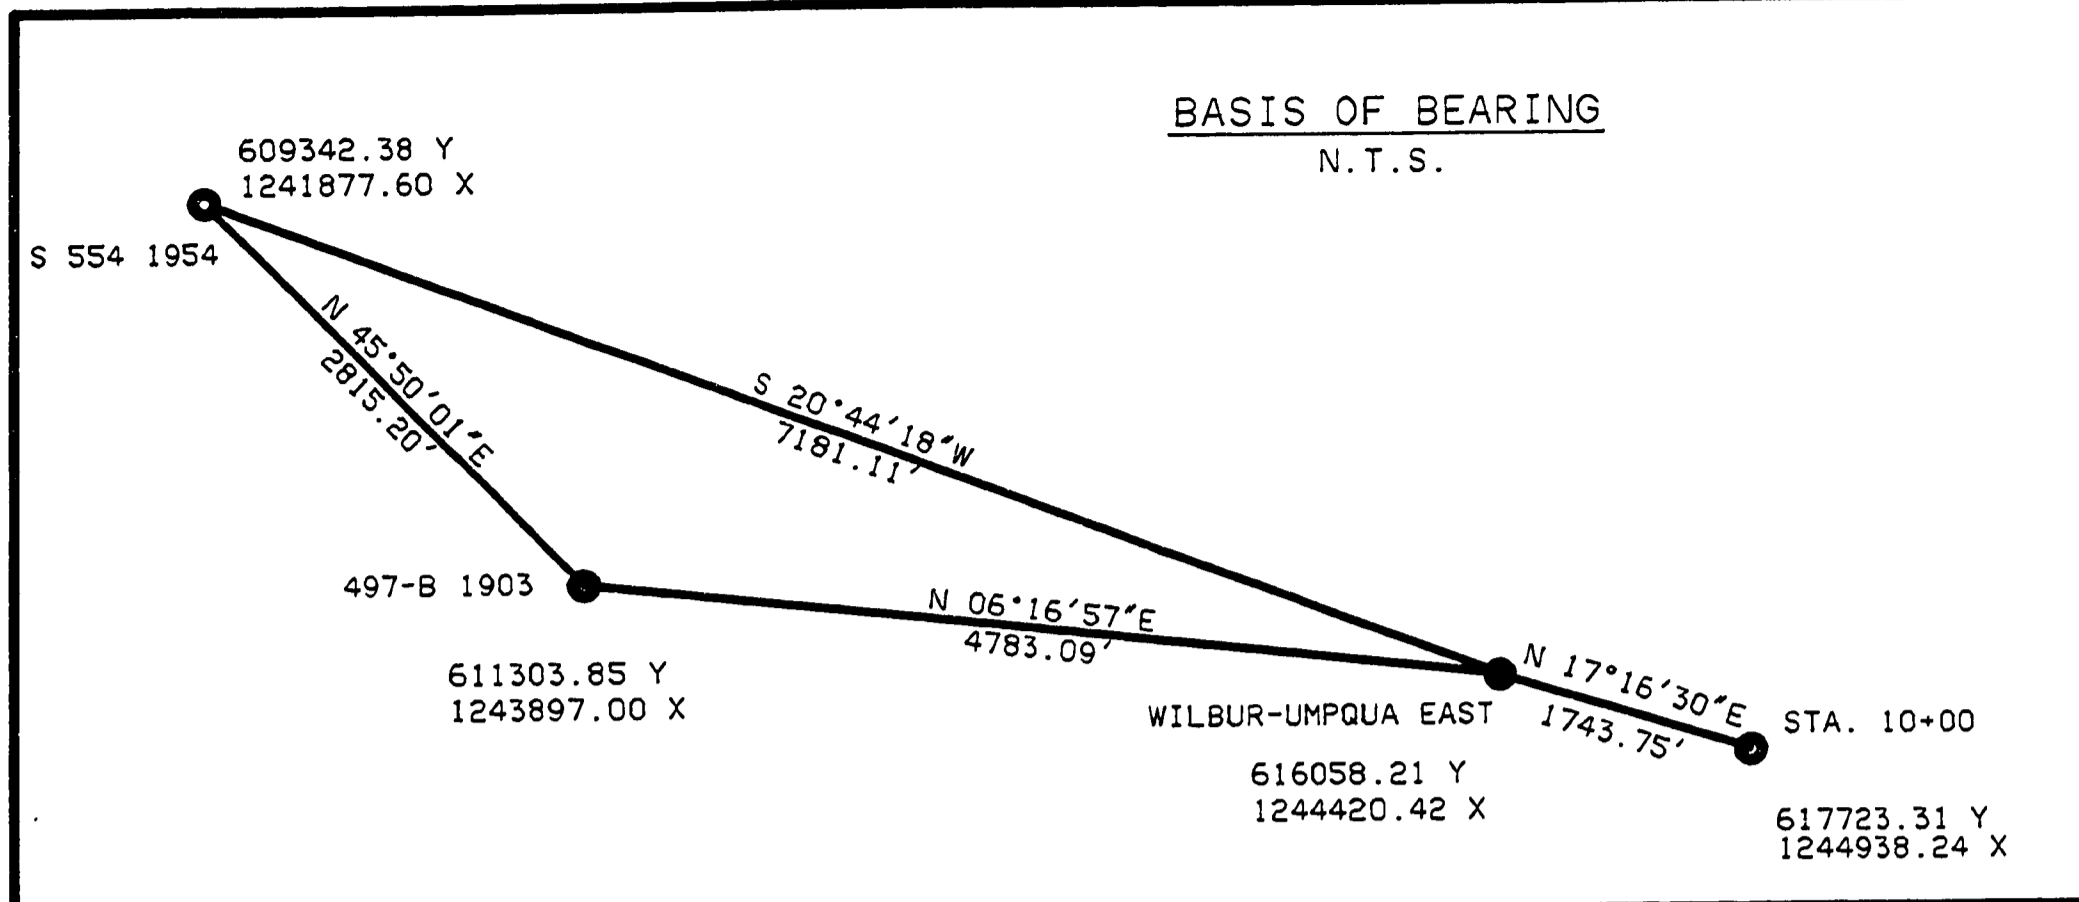 BASIS OF BEARING
N.T.S.
609342.38 Y
1241877.60 X
S 554 1954
N 45°50'01"E
2815.20'
S 20°44'18"W
7181.11'
497-B 1903
611303.85 Y
1243897.00 X
N 06°16'57"E
4783.09'
WILBUR-UMPQUA EAST
616058.21 Y
1244420.42 X
N 17°16'30"E
1743.75'
STA. 10+00
617723.31 Y
1244938.24 X